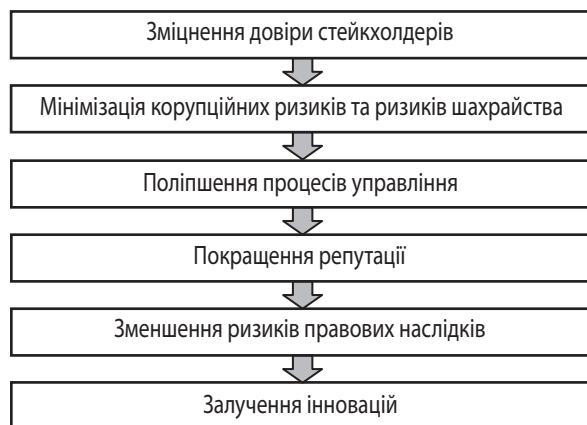 Зміцнення довіри стейкхолдерів
Мінімізація корупційних ризиків та ризиків шахрайства
Поліпшення процесів управління
Покращення репутації
Зменшення ризиків правових наслідків
Залучення інновацій